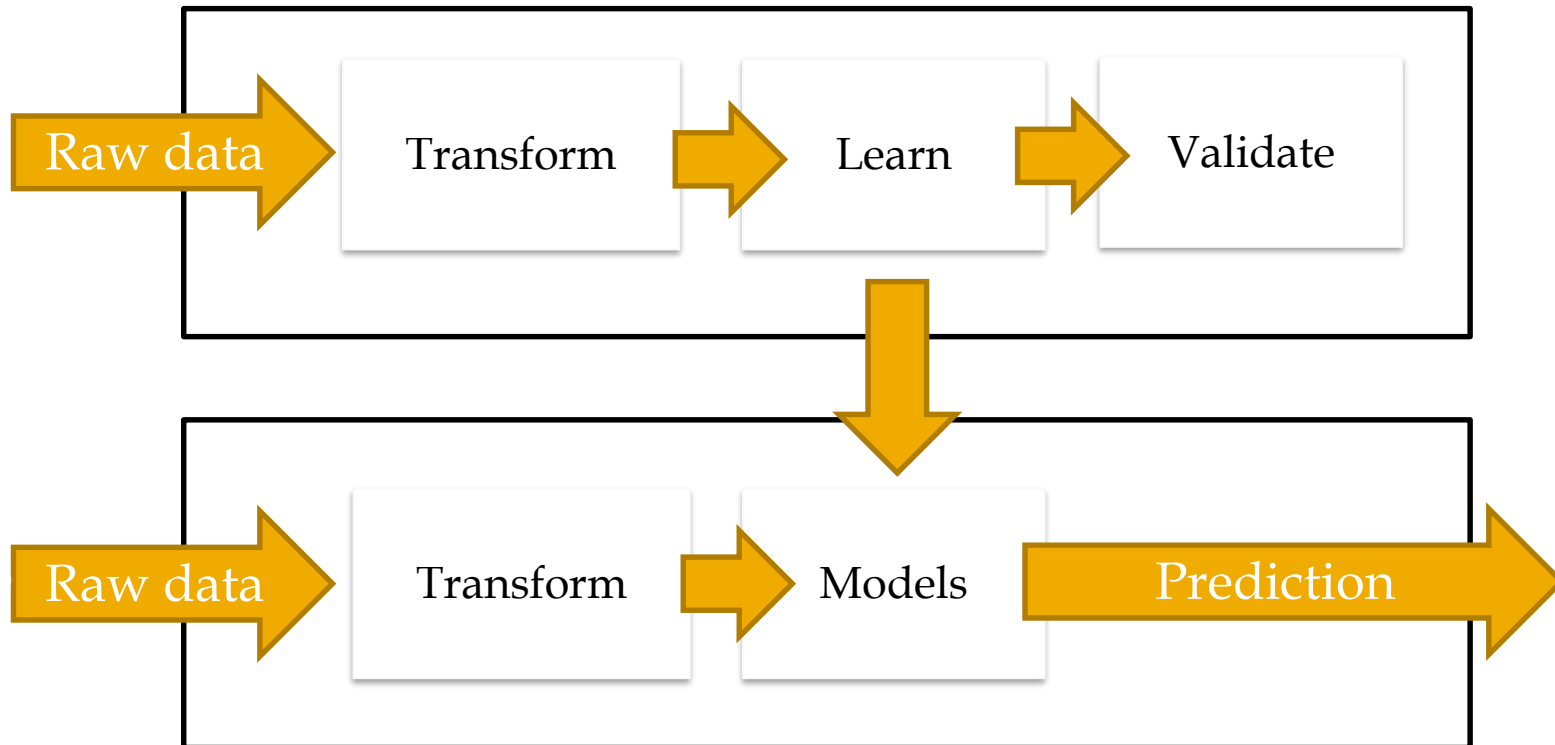 Raw data
Transform
Learn
Validate
Raw data
Transform
Models
Prediction